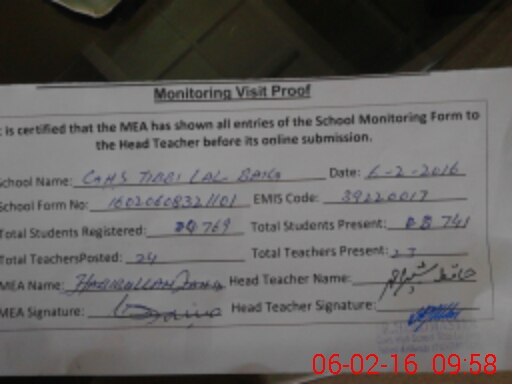 Monitoring Visit Proof
t is certified that the MEA has shown all entries of the School Monitoring Form to
the Head Teacher before its online submission.
School Name: GHS TIBBI LAL BAIG Date: 6-2-2016
School Form No: 16020608321101 EMIS Code: 39220017
Total Students Registered: 769 Total Students Present: 741
Total TeachersPosted: 24 Total Teachers Present: 23
MEA Name: Head Teacher Name:
MEA Signature: Head Teacher Signature:
06-02-16 09:58